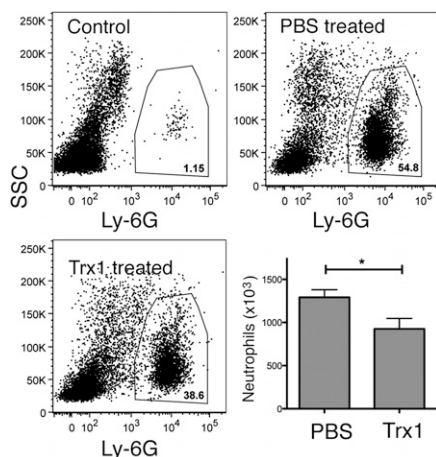 Control
250K
200K
150K
100K
50K
0
SSC
1.15
0 10² 10³ 10⁴ 10⁵
Ly-6G
PBS treated
250K
200K
150K
100K
50K
0
54.8
0 10² 10³ 10⁴ 10⁵
Ly-6G
Trx1 treated
250K
200K
150K
100K
50K
0
38.6
0 10² 10³ 10⁴ 10⁵
Ly-6G
Neutrophils (x10³)
*
1500
1000
500
0
PBS Trx1